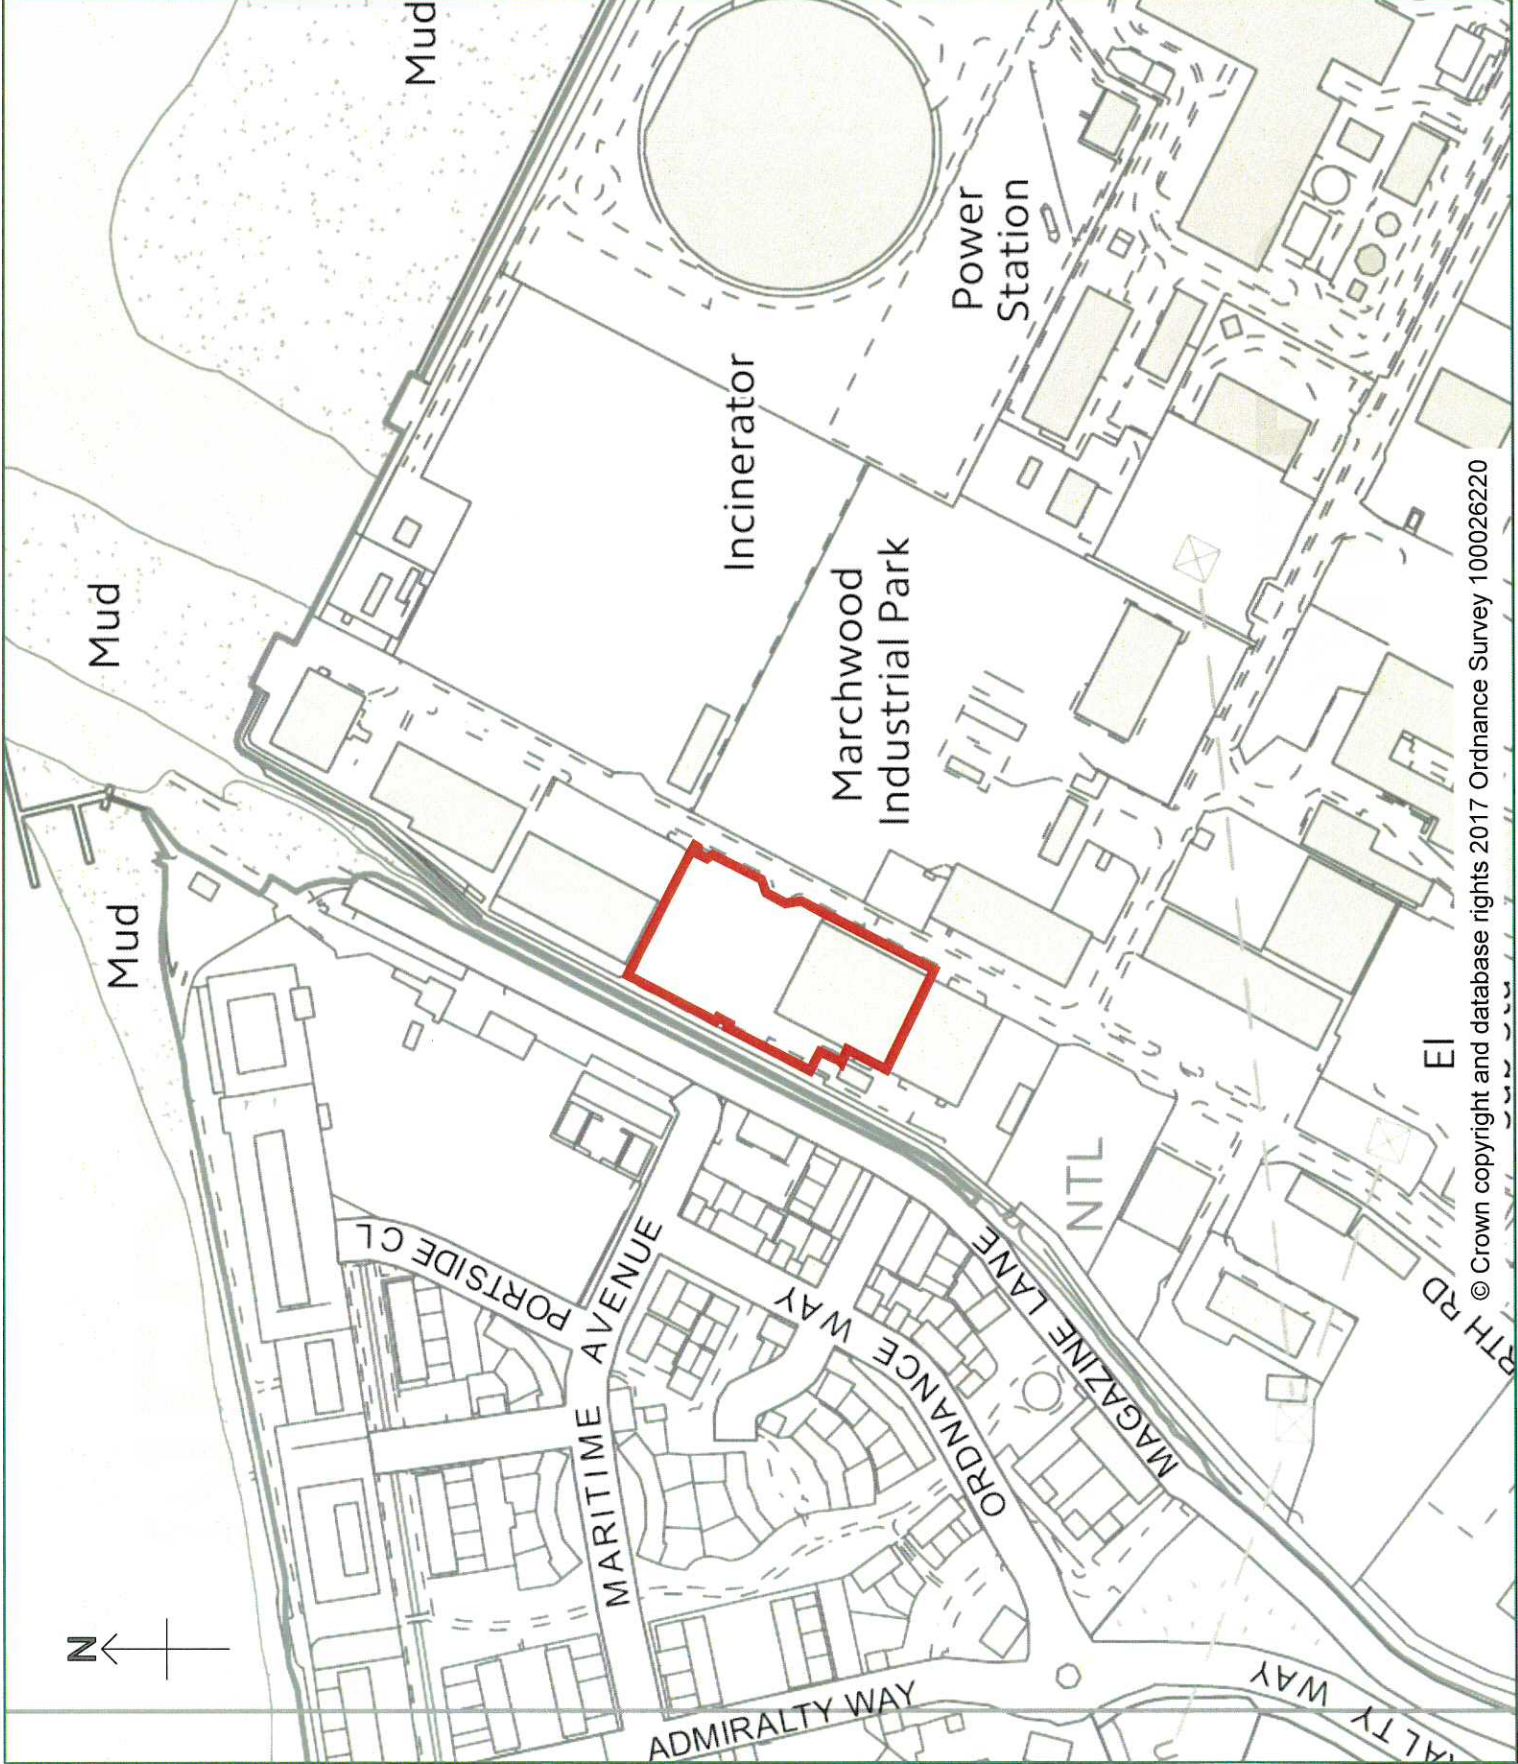 N
Mud
Mud
Mud
PORTSIDE CL
MARITIME AVENUE
ORDNANCE WAY
MAGAZINE LANE
ADMIRALTY WAY
ALTY WAY
Incinerator
Marchwood
Industrial Park
Power
Station
NTL
El
RTH RD
© Crown copyright and database rights 2017 Ordnance Survey 100026220